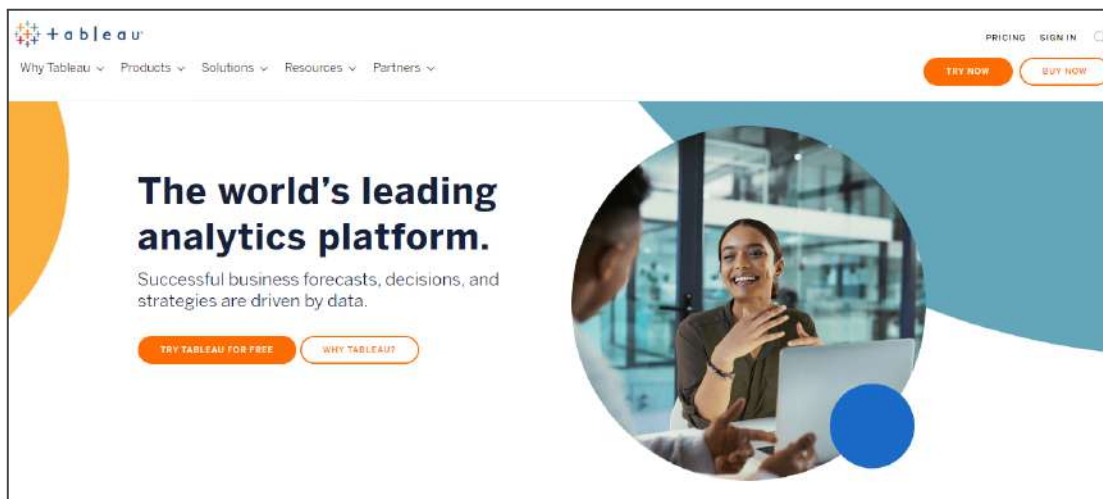 + a b l e a u
PRICING SIGN IN
Why Tableau Products Solutions Resources Partners
TRY NOW BUY NOW
The world's leading
analytics platform.
Successful business forecasts, decisions, and
strategies are driven by data.
TRY TABLEAU FOR FREE WHY TABLEAU?